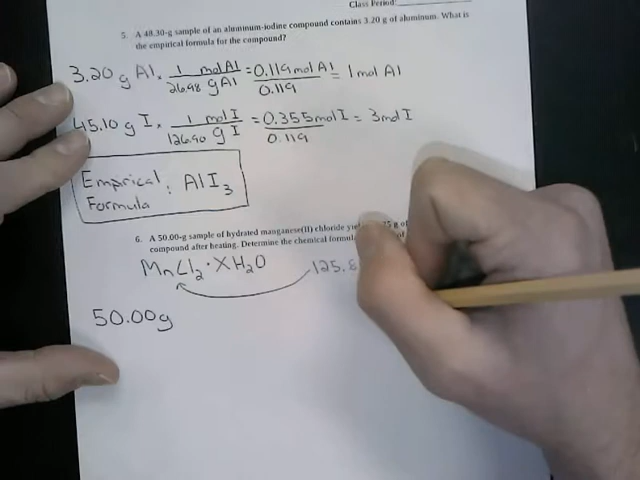 Class Period:
5. A 48.30-g sample of an aluminum-iodine compound contains 3.20 g of aluminum. What is
the empirical formula for the compound?
3.20 g Al × 1 mol Al / 26.98 g Al = 0.119 mol Al / 0.119 = 1 mol Al
45.10 g I × 1 mol I / 126.90 g I = 0.355 mol I / 0.119 = 3 mol I
Empirical Formula : AlI₃
6. A 50.00-g sample of hydrated manganese(II) chloride g of
compound after heating. Determine the chemical of
MnCl₂ · XH₂O 125.8
50.00g